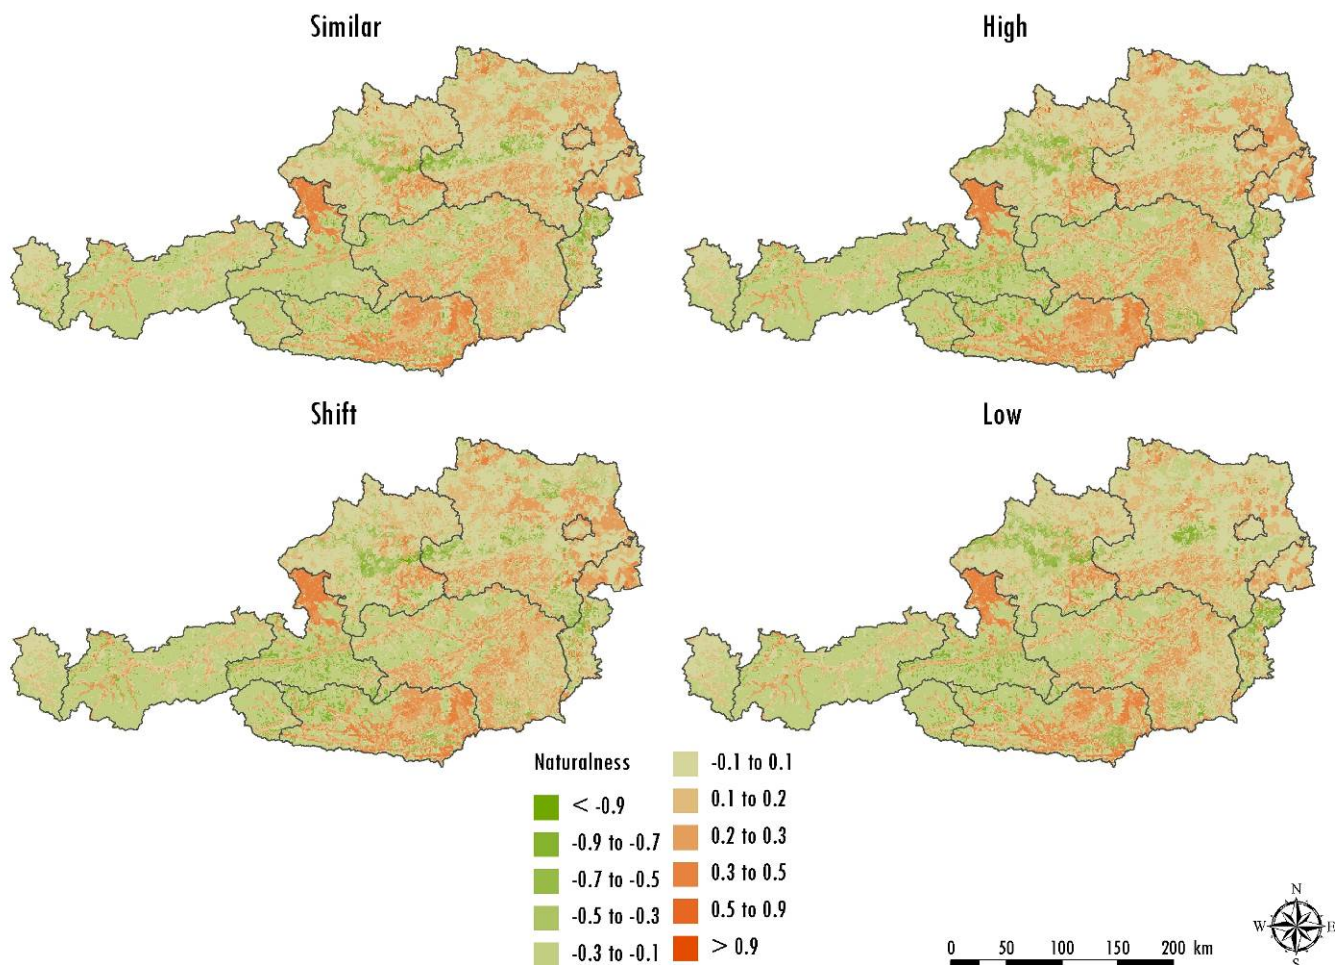 Similar
High
Shift
Low
Naturalness
< -0.9
-0.9 to -0.7
-0.7 to -0.5
-0.5 to -0.3
-0.3 to -0.1
-0.1 to 0.1
0.1 to 0.2
0.2 to 0.3
0.3 to 0.5
0.5 to 0.9
> 0.9
0 50 100 150 200 km
N
W E
S